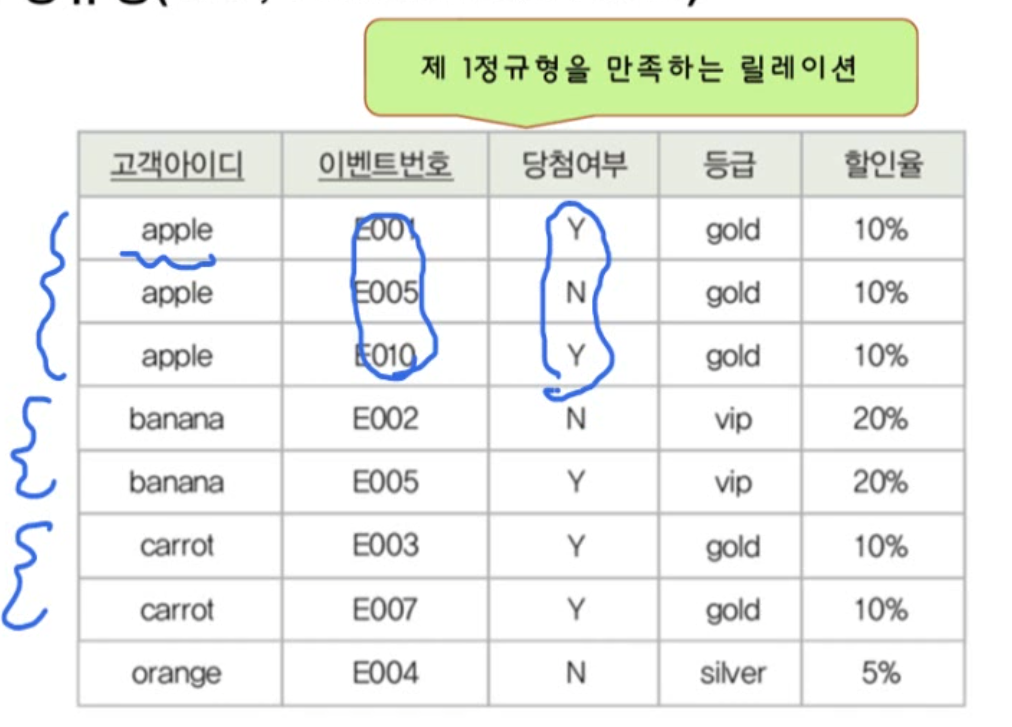 제 1정규형을 만족하는 릴레이션
고객아이디 이벤트번호 당첨여부 등급 할인율
apple E001 Y gold 10%
apple E005 N gold 10%
apple E010 Y gold 10%
banana E002 N vip 20%
banana E005 Y vip 20%
carrot E003 Y gold 10%
carrot E007 Y gold 10%
orange E004 N silver 5%